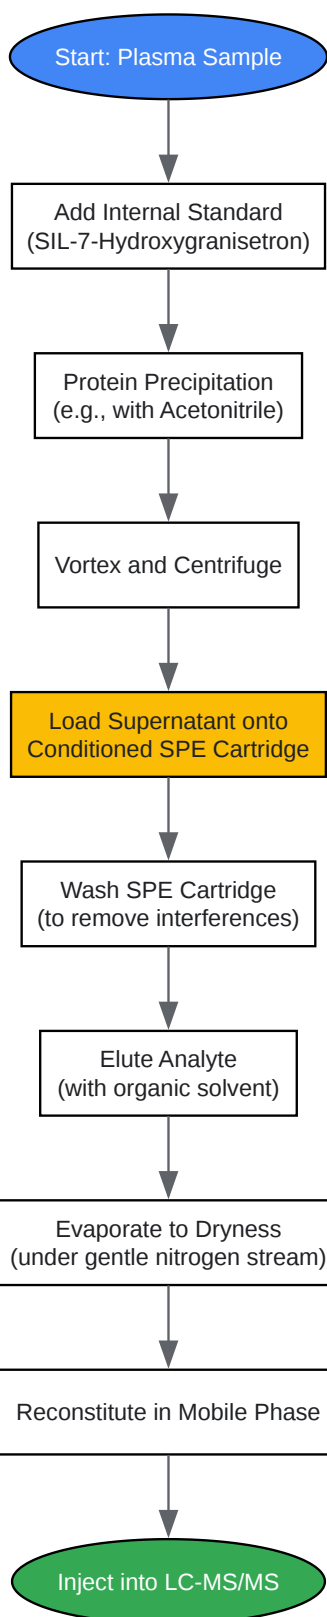 Start: Plasma Sample
Add Internal Standard
(SIL-7-Hydroxygranisetron)
Protein Precipitation
(e.g., with Acetonitrile)
Vortex and Centrifuge
Load Supernatant onto
Conditioned SPE Cartridge
Wash SPE Cartridge
(to remove interferences)
Elute Analyte
(with organic solvent)
Evaporate to Dryness
(under gentle nitrogen stream)
Reconstitute in Mobile Phase
Inject into LC-MS/MS